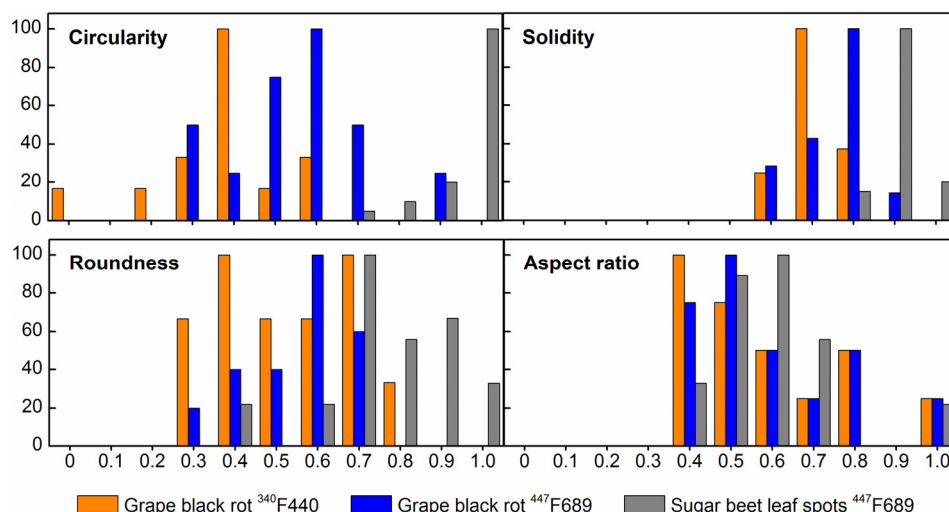 Circularity
Solidity
100
80
60
40
20
0
Roundness
Aspect ratio
100
80
60
40
20
0
0 0.1 0.2 0.3 0.4 0.5 0.6 0.7 0.8 0.9 1.0
0 0.1 0.2 0.3 0.4 0.5 0.6 0.7 0.8 0.9 1.0
Grape black rot ³⁴⁰F440 Grape black rot ⁴⁴⁷F689 Sugar beet leaf spots ⁴⁴⁷F689